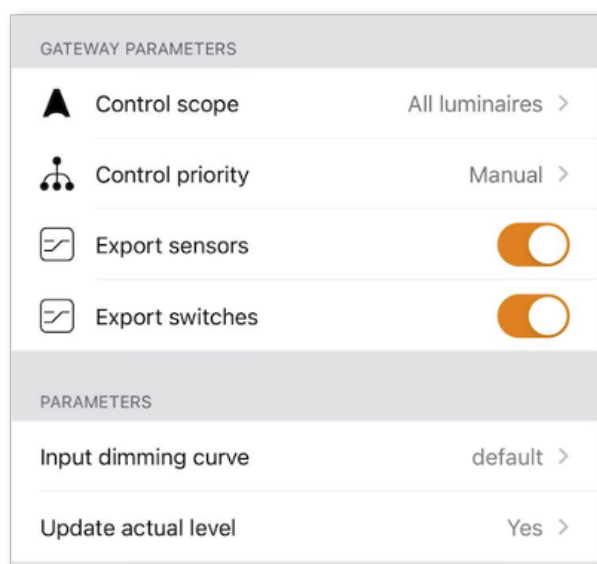 GATEWAY PARAMETERS
Control scope All luminaires >
Control priority Manual >
Export sensors
Export switches
PARAMETERS
Input dimming curve default >
Update actual level Yes >